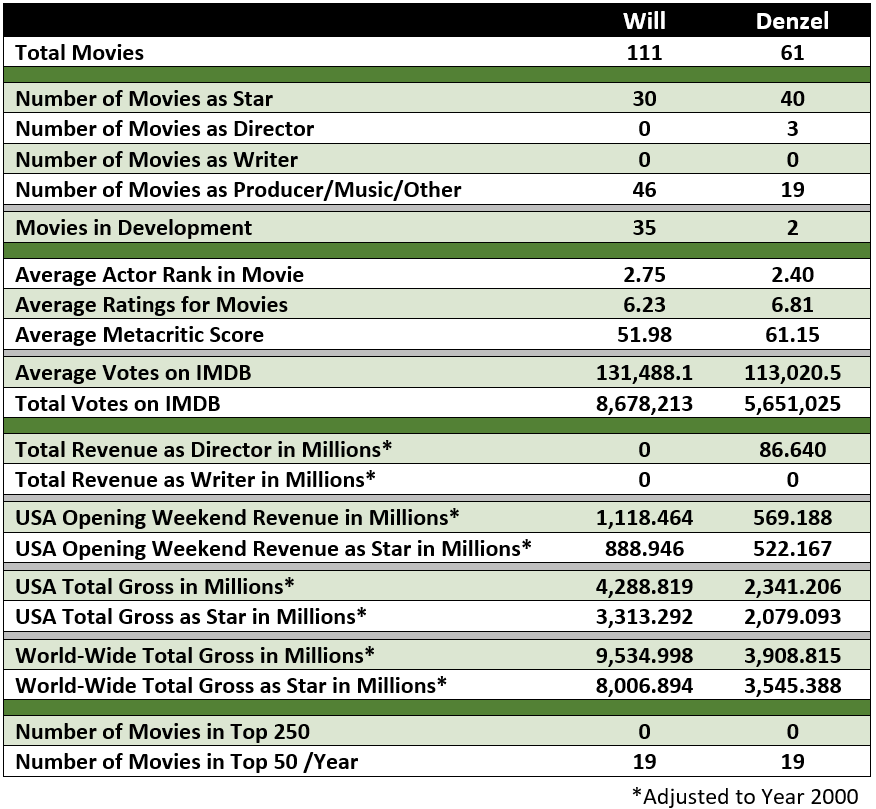 Will Denzel
Total Movies 111 61
Number of Movies as Star 30 40
Number of Movies as Director 0 3
Number of Movies as Writer 0 0
Number of Movies as Producer/Music/Other 46 19
Movies in Development 35 2
Average Actor Rank in Movie 2.75 2.40
Average Ratings for Movies 6.23 6.81
Average Metacritic Score 51.98 61.15
Average Votes on IMDB 131,488.1 113,020.5
Total Votes on IMDB 8,678,213 5,651,025
Total Revenue as Director in Millions* 0 86.640
Total Revenue as Writer in Millions* 0 0
USA Opening Weekend Revenue in Millions* 1,118.464 569.188
USA Opening Weekend Revenue as Star in Millions* 888.946 522.167
USA Total Gross in Millions* 4,288.819 2,341.206
USA Total Gross as Star in Millions* 3,313.292 2,079.093
World-Wide Total Gross in Millions* 9,534.998 3,908.815
World-Wide Total Gross as Star in Millions* 8,006.894 3,545.388
Number of Movies in Top 250 0 0
Number of Movies in Top 50 /Year 19 19
*Adjusted to Year 2000